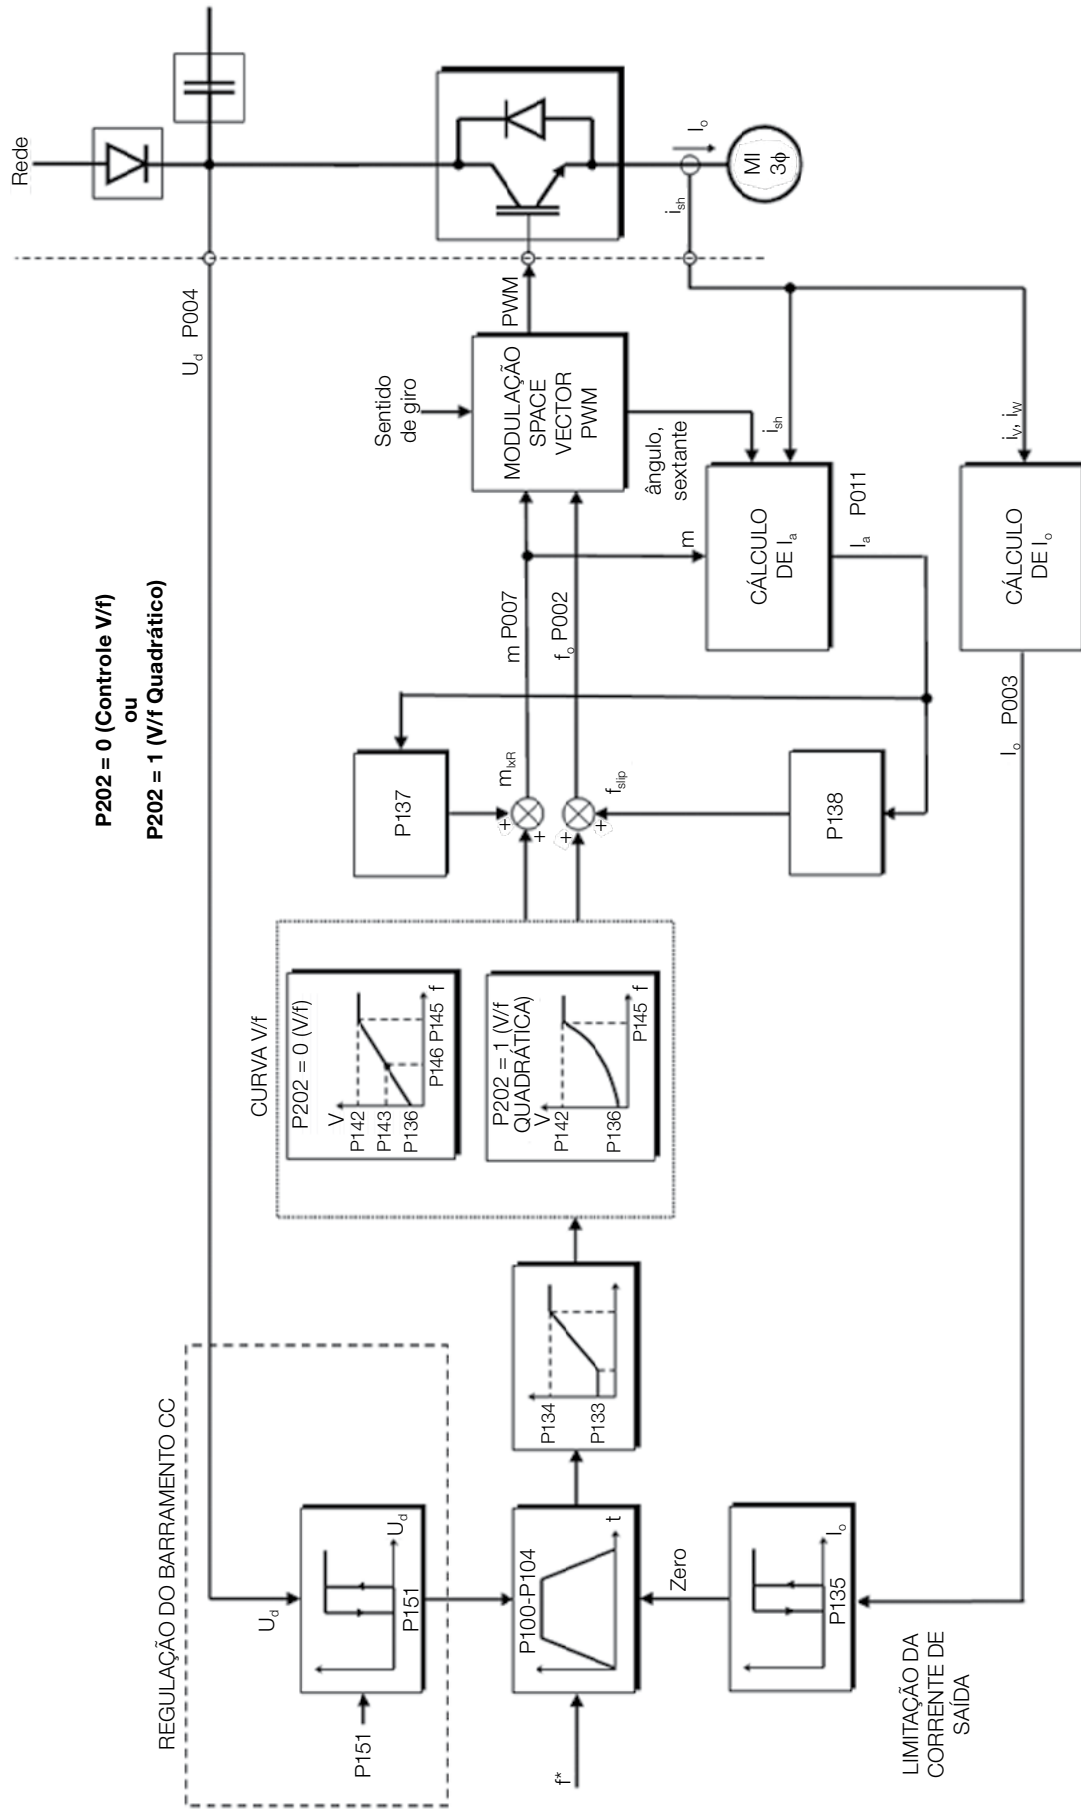 P202 = 0 (Controle V/f)
ou
P202 = 1 (V/f Quadrático)
REGULAÇÃO DO BARRAMENTO CC
U_d
P151
U_d
P151
f*
P100-P104
t
Zero
I_o
P135
LIMITAÇÃO DA
CORRENTE DE
SAÍDA
P134
P133
CURVA V/f
P202 = 0 (V/f)
V
P142
P143
P136
P146 P145 f
P202 = 1 (V/f
QUADRÁTICA)
V
P142
P136
P145 f
P137
+
+
m_IxR
+
+
f_slip
P138
m P007
f_o P002
I_o P003
Sentido
de giro
MODULAÇÃO
SPACE
VECTOR
PWM
PWM
ângulo,
sextante
m
i_sh
CÁLCULO
DE I_a
I_a P011
i_V, i_W
CÁLCULO
DE I_o
U_d P004
Rede
i_sh
I_o
MI
3ϕ